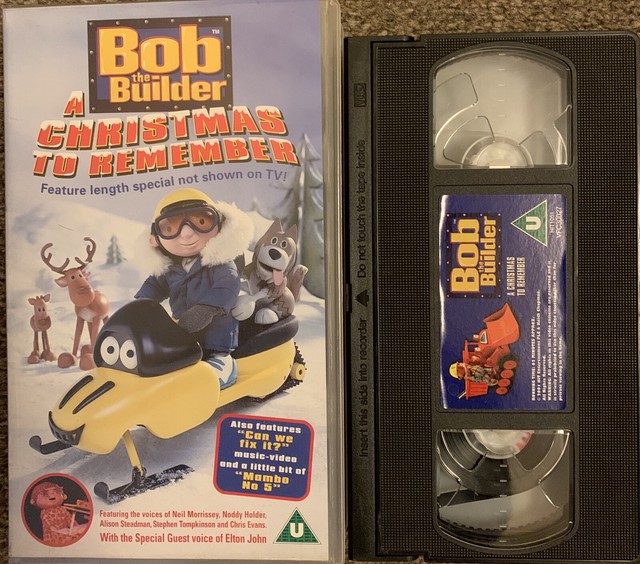 Bob
the
Builder
TM
A
CHRISTMAS
TO REMEMBER
Feature length special not shown on TV!
Also features
"Can we
fix it?"
music-video
and a little bit of
"Mambo
No 5"
Featuring the voices of Neil Morrissey, Noddy Holder,
Alison Steadman, Stephen Tompkinson and Chris Evans.
With the Special Guest voice of Elton John
U
VHS
Insert this side into recorder
Do not touch the tape inside
Bob
the
Builder
A CHRISTMAS
TO REMEMBER
U